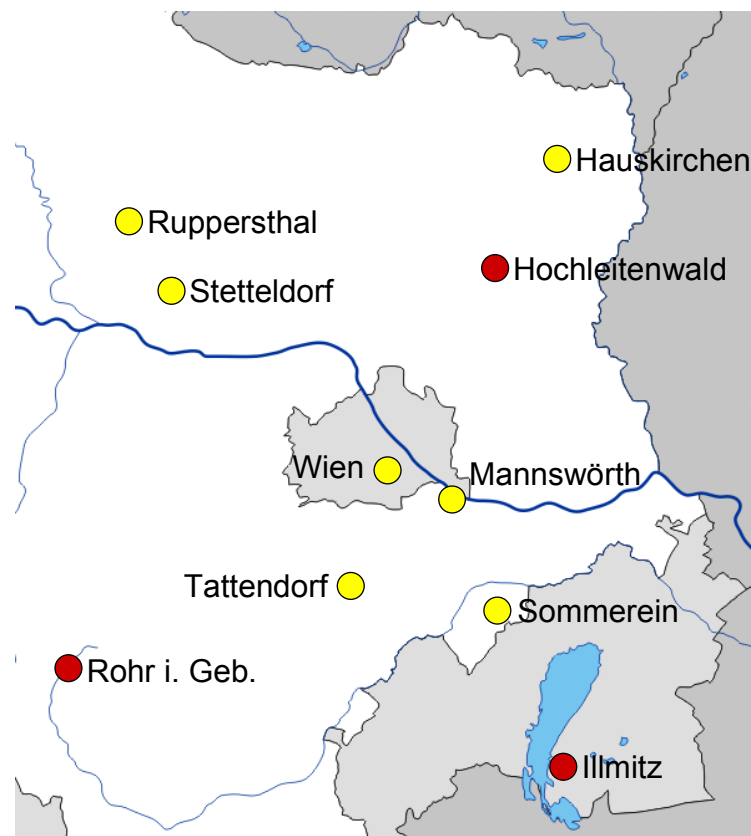 Hauskirchen
Ruppersthal
Hochleitenwald
Stetteldorf
Wien
Mannswörth
Tattendorf
Sommerein
Rohr i. Geb.
Illmitz